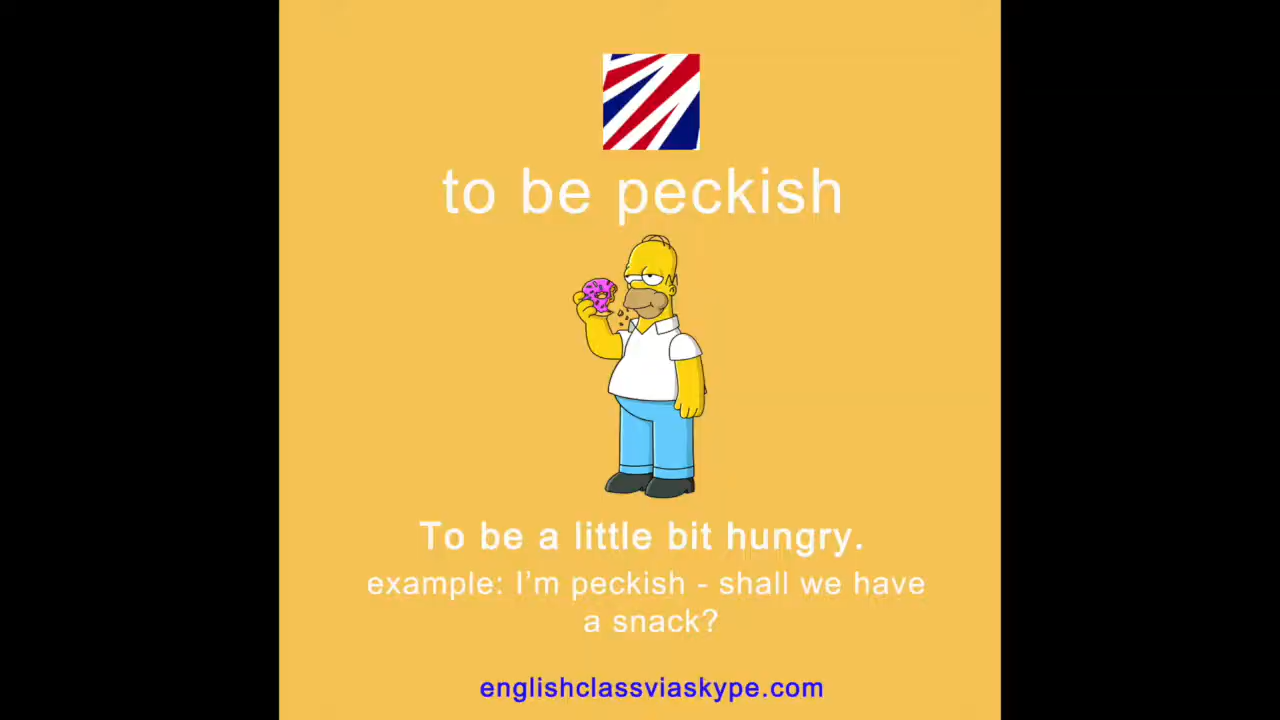 to be peckish
To be a little bit hungry.
example: I'm peckish - shall we have
a snack?
englishclassviaskype.com